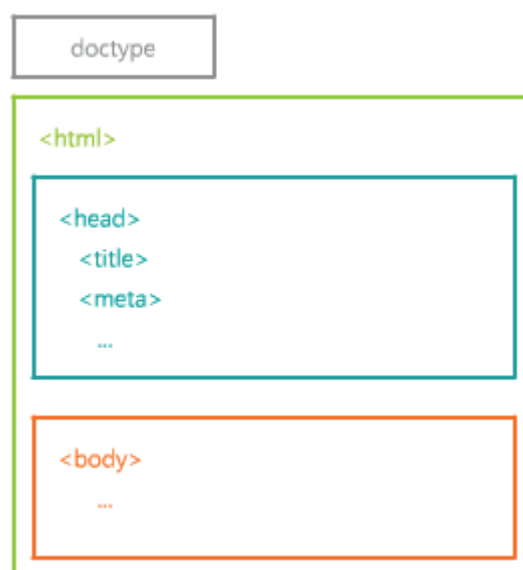 doctype
<html>
<head>
<title>
<meta>
...
<body>
...